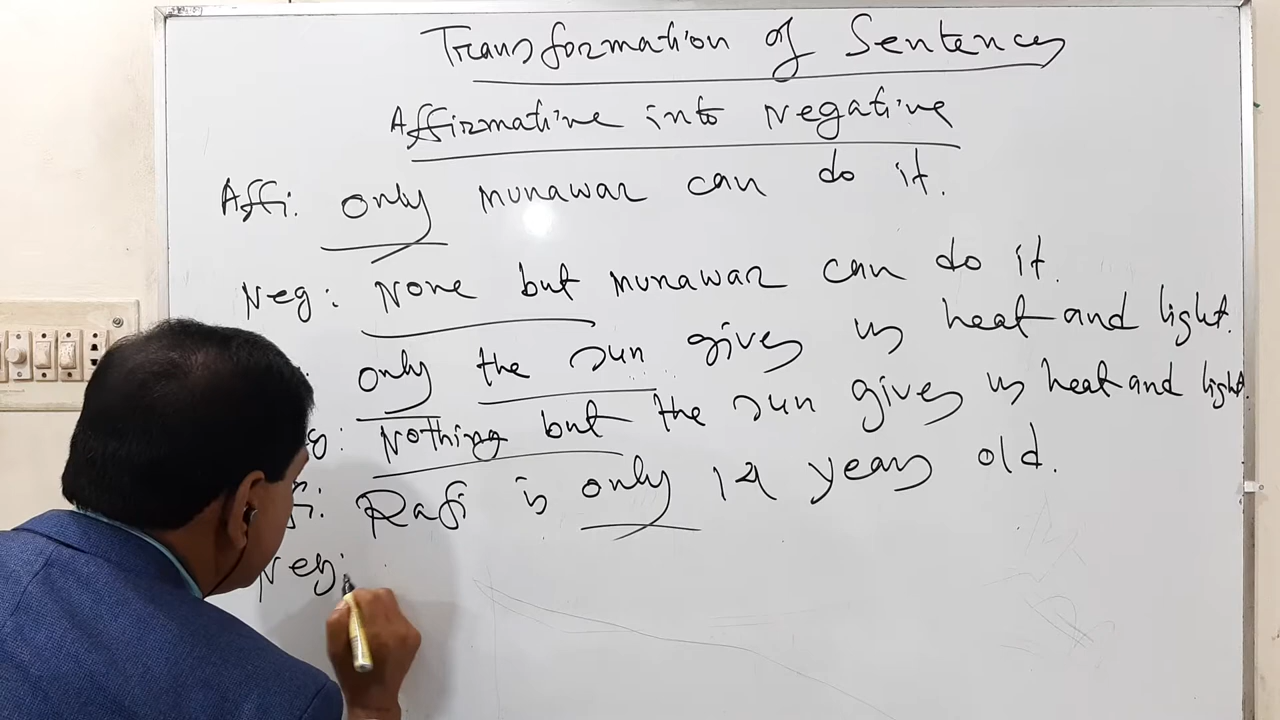 Transformation of Sentences
Affirmative into Negative
Affi: Only munawar can do it.
Neg: None but munawar can do it.
: Only the sun gives us heat and light.
g: Nothing but the sun gives us heat and light.
ffi: Rafi is only 14 years old.
Neg: